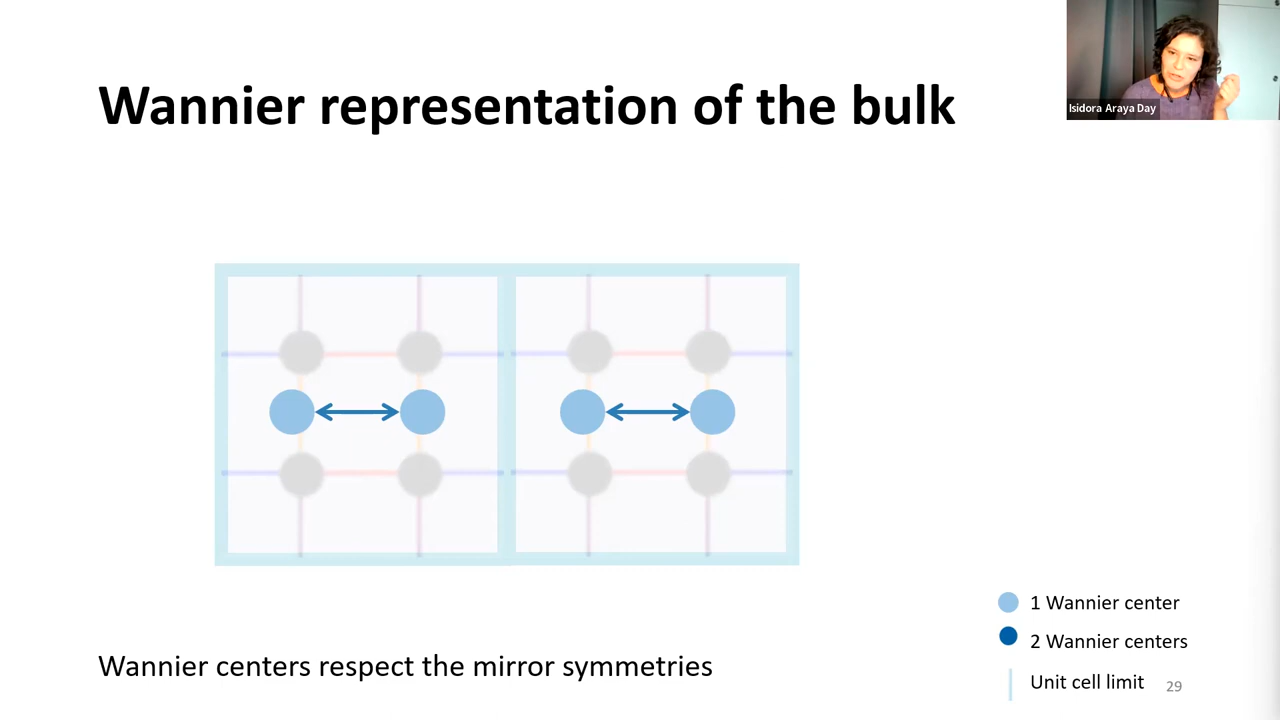 Wannier representation of the bulk
Isidora Araya Day
1 Wannier center
2 Wannier centers
Unit cell limit
29
Wannier centers respect the mirror symmetries